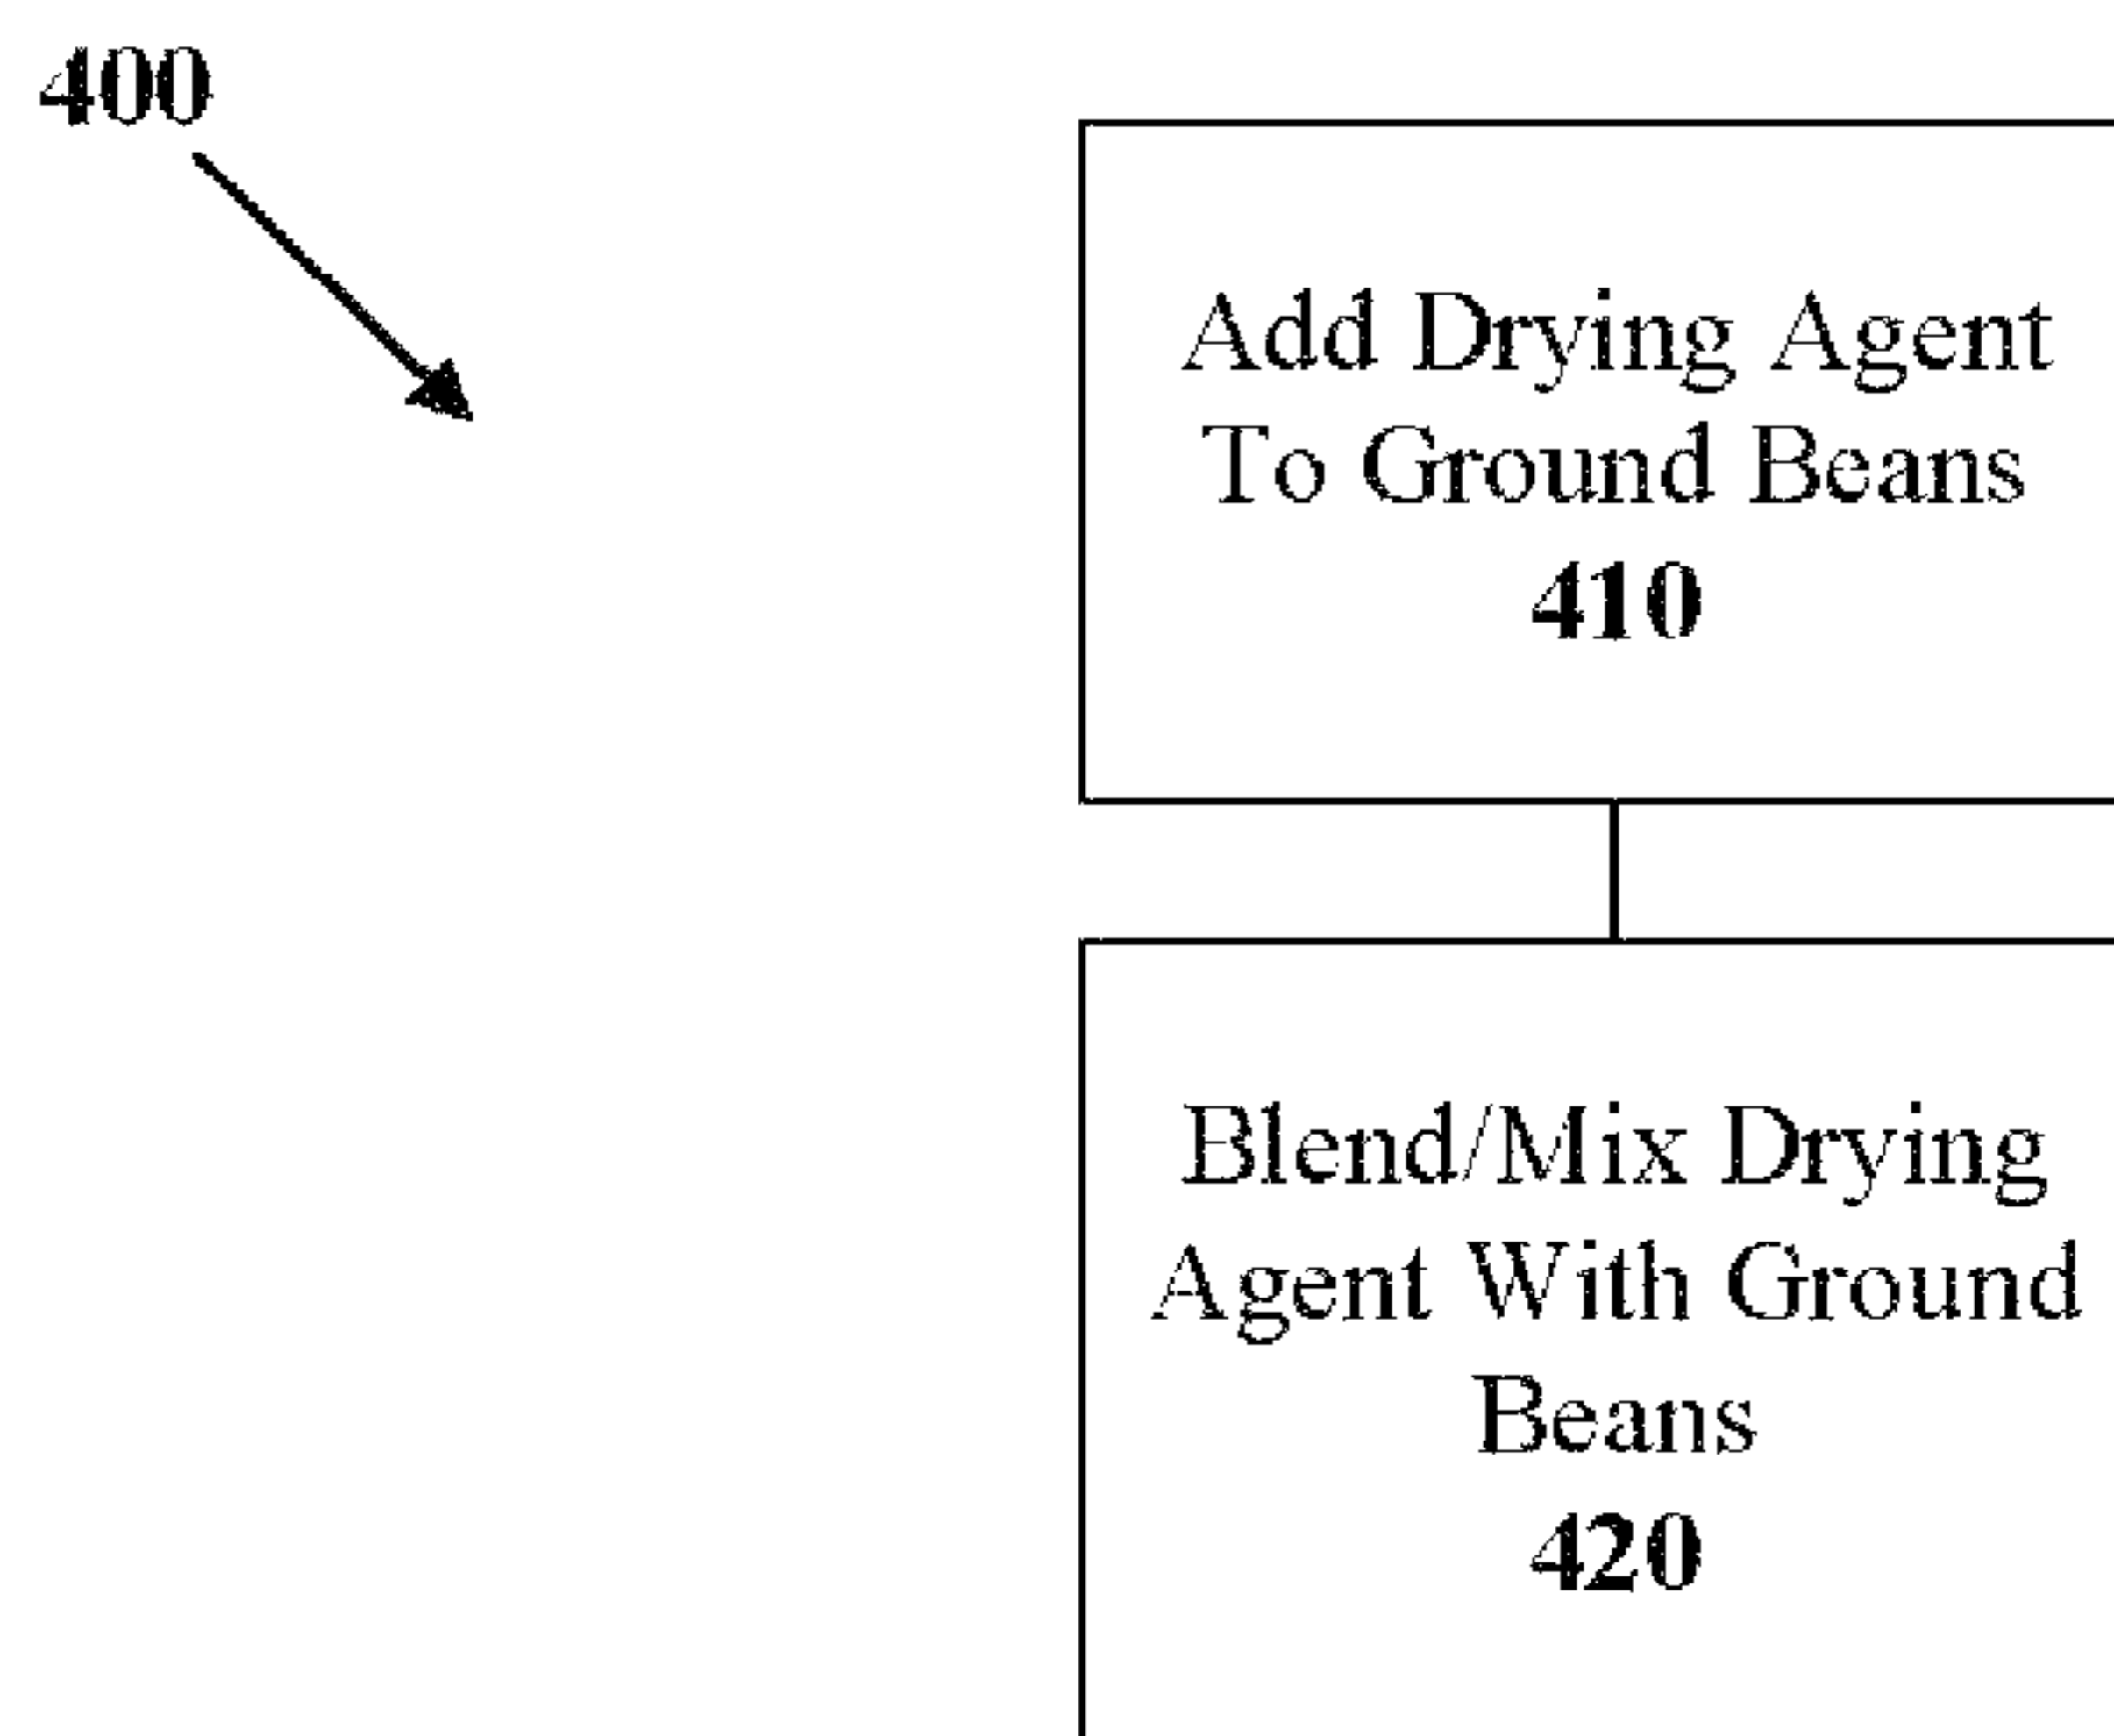 400
Add Drying Agent
To Ground Beans
410
Blend/Mix Drying
Agent With Ground
Beans
420